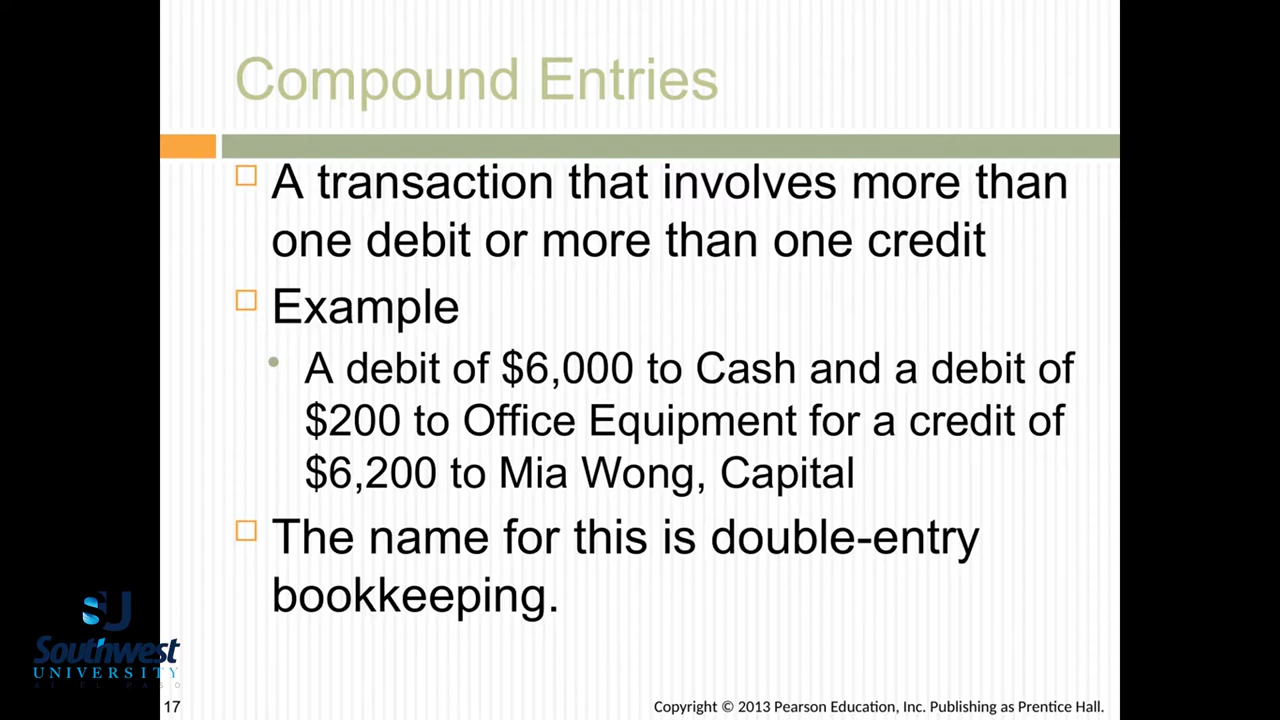 Compound Entries
A transaction that involves more than
one debit or more than one credit
Example
A debit of $6,000 to Cash and a debit of
$200 to Office Equipment for a credit of
$6,200 to Mia Wong, Capital
The name for this is double-entry
bookkeeping.
SU
Southwest
UNIVERSITY
AT EL PASO
17
Copyright © 2013 Pearson Education, Inc. Publishing as Prentice Hall.